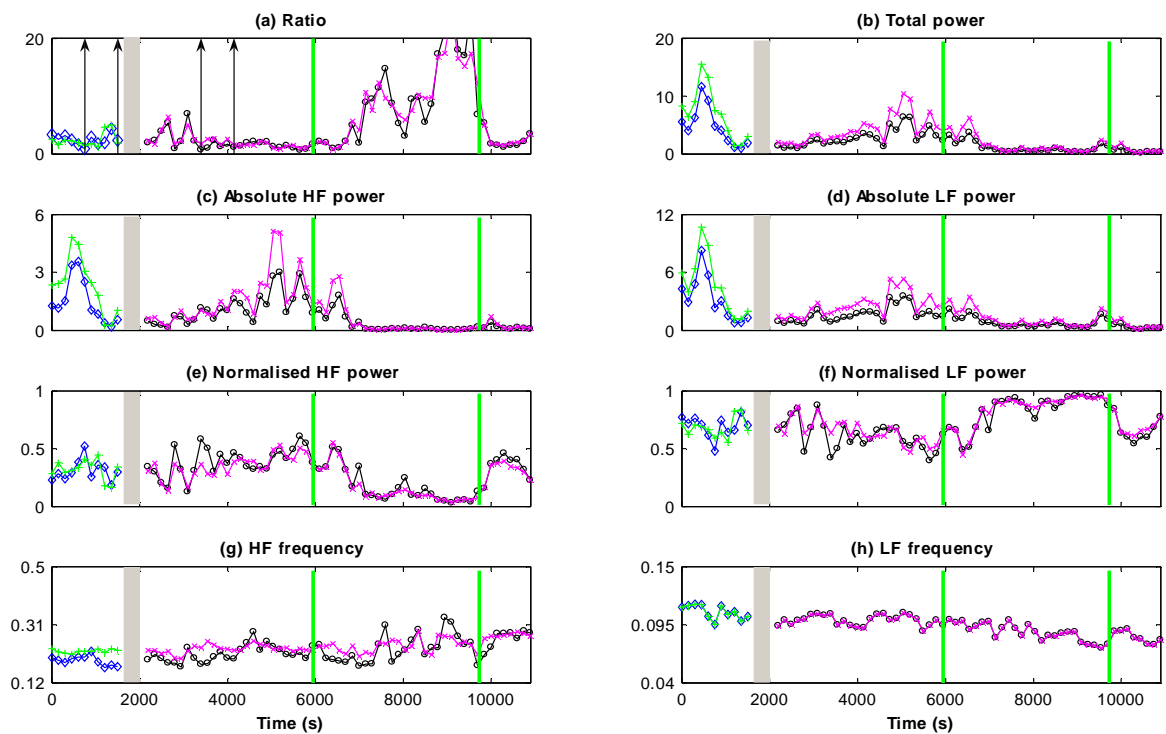 (a) Ratio
20
10
0
(b) Total power
20
10
0
(c) Absolute HF power
6
3
0
(d) Absolute LF power
12
6
0
(e) Normalised HF power
1
0.5
0
(f) Normalised LF power
1
0.5
0
(g) HF frequency
0.5
0.31
0.12
0 2000 4000 6000 8000 10000
Time (s)
(h) LF frequency
0.15
0.095
0.04
0 2000 4000 6000 8000 10000
Time (s)